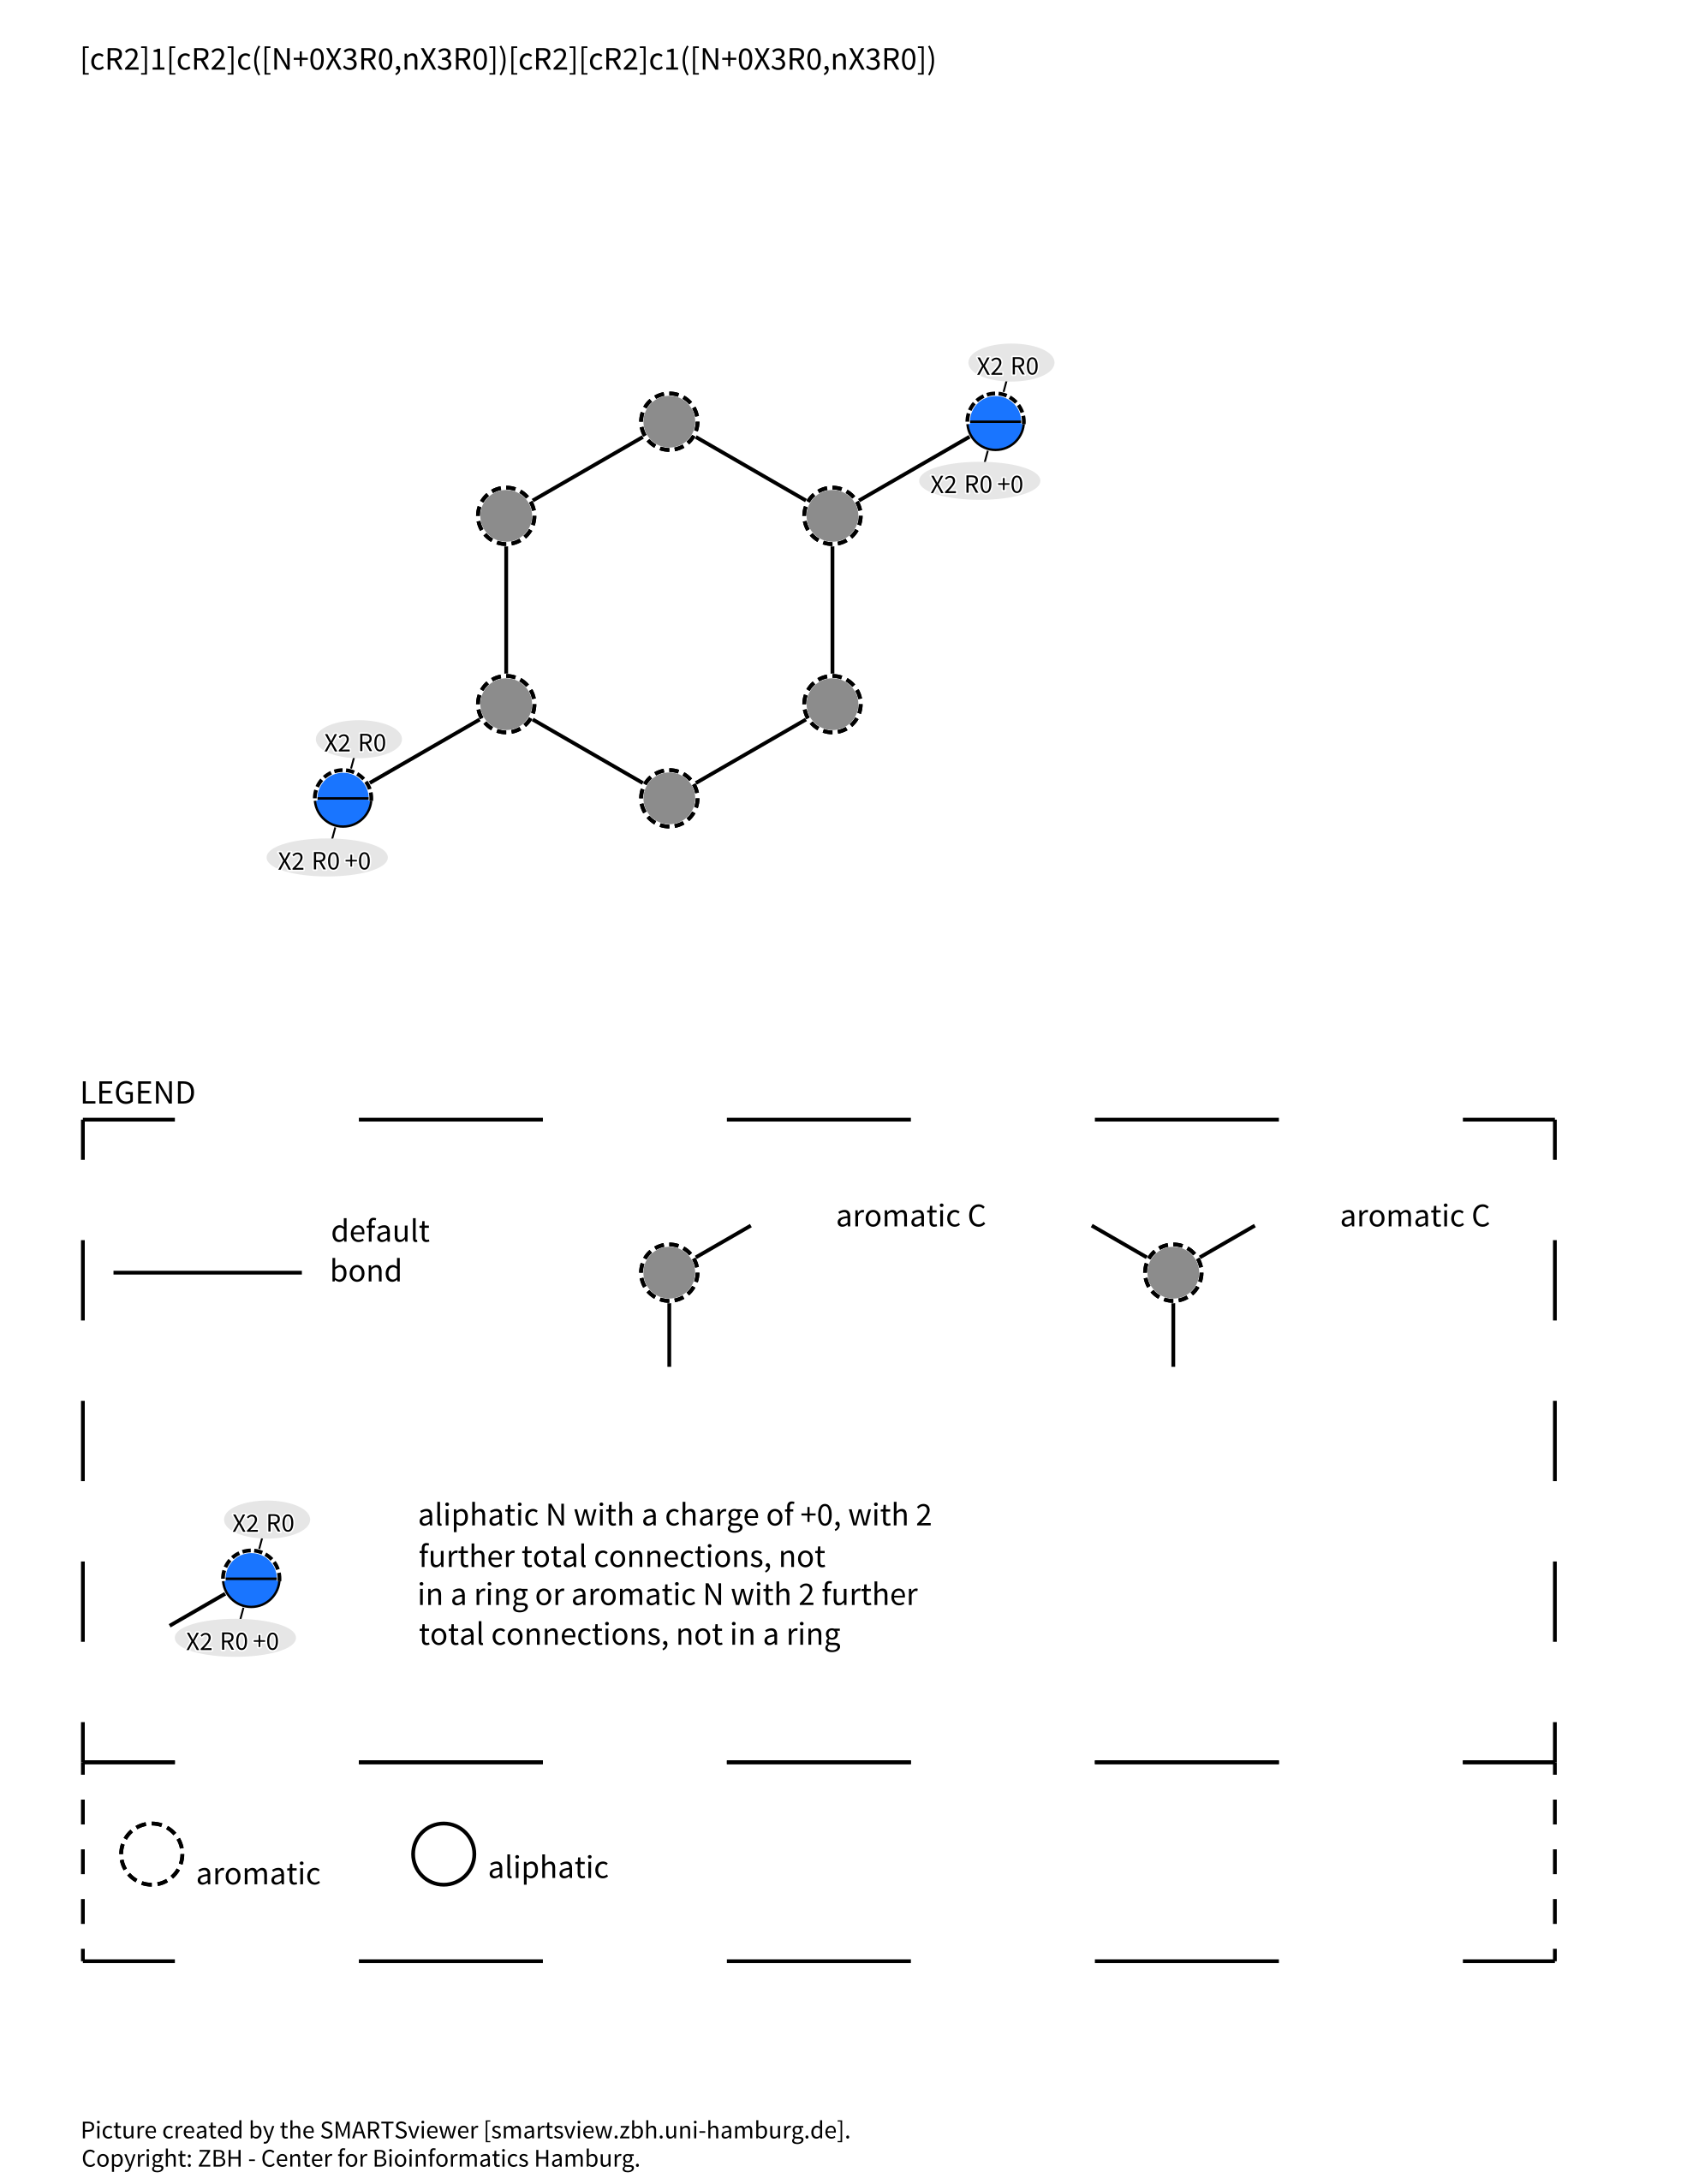 [cR2]1[cR2]c([N+0X3R0,nX3R0])[cR2][cR2]c1([N+0X3R0,nX3R0])
X2 R0
X2 R0 +0
X2 R0
X2 R0 +0
LEGEND
default
bond
aromatic C
aromatic C
X2 R0
X2 R0 +0
aliphatic N with a charge of +0, with 2
further total connections, not
in a ring or aromatic N with 2 further
total connections, not in a ring
aromatic
aliphatic
Picture created by the SMARTSviewer [smartsview.zbh.uni-hamburg.de].
Copyright: ZBH - Center for Bioinformatics Hamburg.